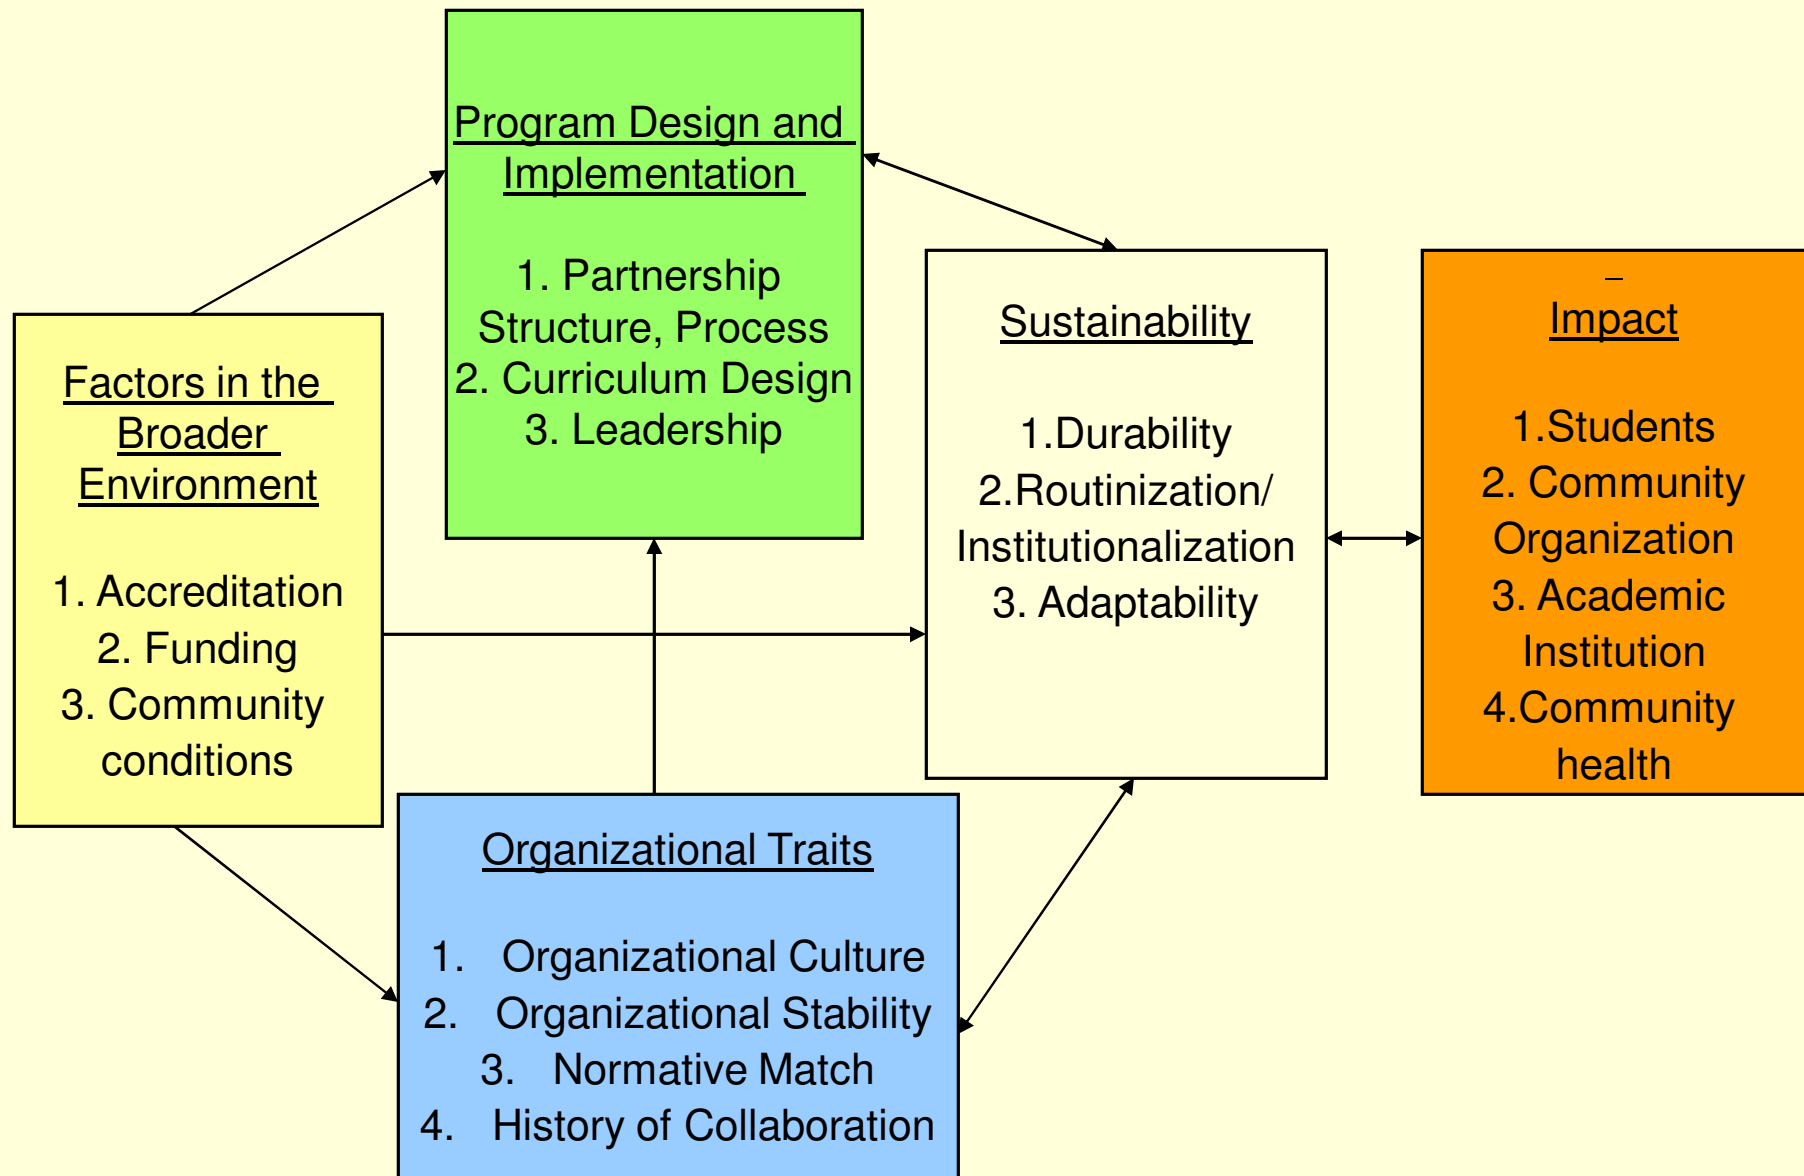 Program Design and
Implementation
1. Partnership
Structure, Process
2. Curriculum Design
3. Leadership
Factors in the
Broader
Environment
1. Accreditation
2. Funding
3. Community
conditions
Sustainability
1.Durability
2.Routinization/
Institutionalization
3. Adaptability
Impact
1.Students
2. Community
Organization
3. Academic
Institution
4.Community
health
Organizational Traits
1. Organizational Culture
2. Organizational Stability
3. Normative Match
4. History of Collaboration